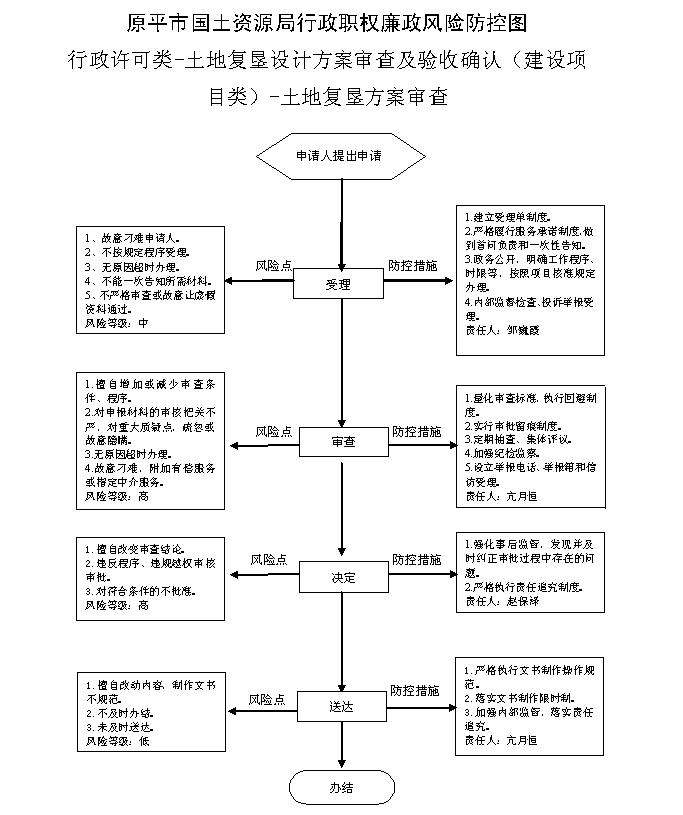 原平市国土资源局行政职权廉政风险防控图
行政许可类-土地复垦设计方案审查及验收确认（建设项
目类）-土地复垦方案审查
申请人提出申请
1、故意刁难申请人。
2、不按规定程序受理。
3、无原因超时办理。
4、不能一次告知所需材料。
5、不严格审查或故意让虚假
资料通过。
风险等级：中
风险点
受理
防控措施
1.建立受理单制度。
2.严格履行服务承诺制度，做
到首问负责和一次性告知。
3.政务公开，明确工作程序、
时限等，按照项目核准规定
办理。
4.内部监督检查、投诉举报受
理。
责任人：邹巍霞
1.擅自增加或减少审查条
件、程序。
2.对申报材料的审核把关不
严，对重大质疑点，疏忽或
故意隐瞒。
3.无原因超时办理。
4.故意刁难，附加有偿服务
或指定中介服务。
风险等级：高
风险点
审查
防控措施
1.量化审查标准，执行回避制
度。
2.实行审批留痕制度。
3.定期抽查、集体评议。
4.加强纪检监察。
5.设立举报电话、举报箱和信
访受理。
责任人：亢月恒
1.擅自改变审查结论。
2.违反程序、违规越权审核
审批。
3.对符合条件的不批准。
风险等级：高
风险点
决定
防控措施
1.强化事后监督，发现并及
时纠正审批过程中存在的问
题。
2.严格执行责任追究制度。
责任人：赵保泽
1.擅自改动内容，制作文书
不规范。
2.不及时办结。
3.未及时送达。
风险等级：低
风险点
送达
防控措施
1.严格执行文书制作操作规
范。
2.落实文书制作限时制。
3.加强内部监督，落实责任
追究。
责任人：亢月恒
办结